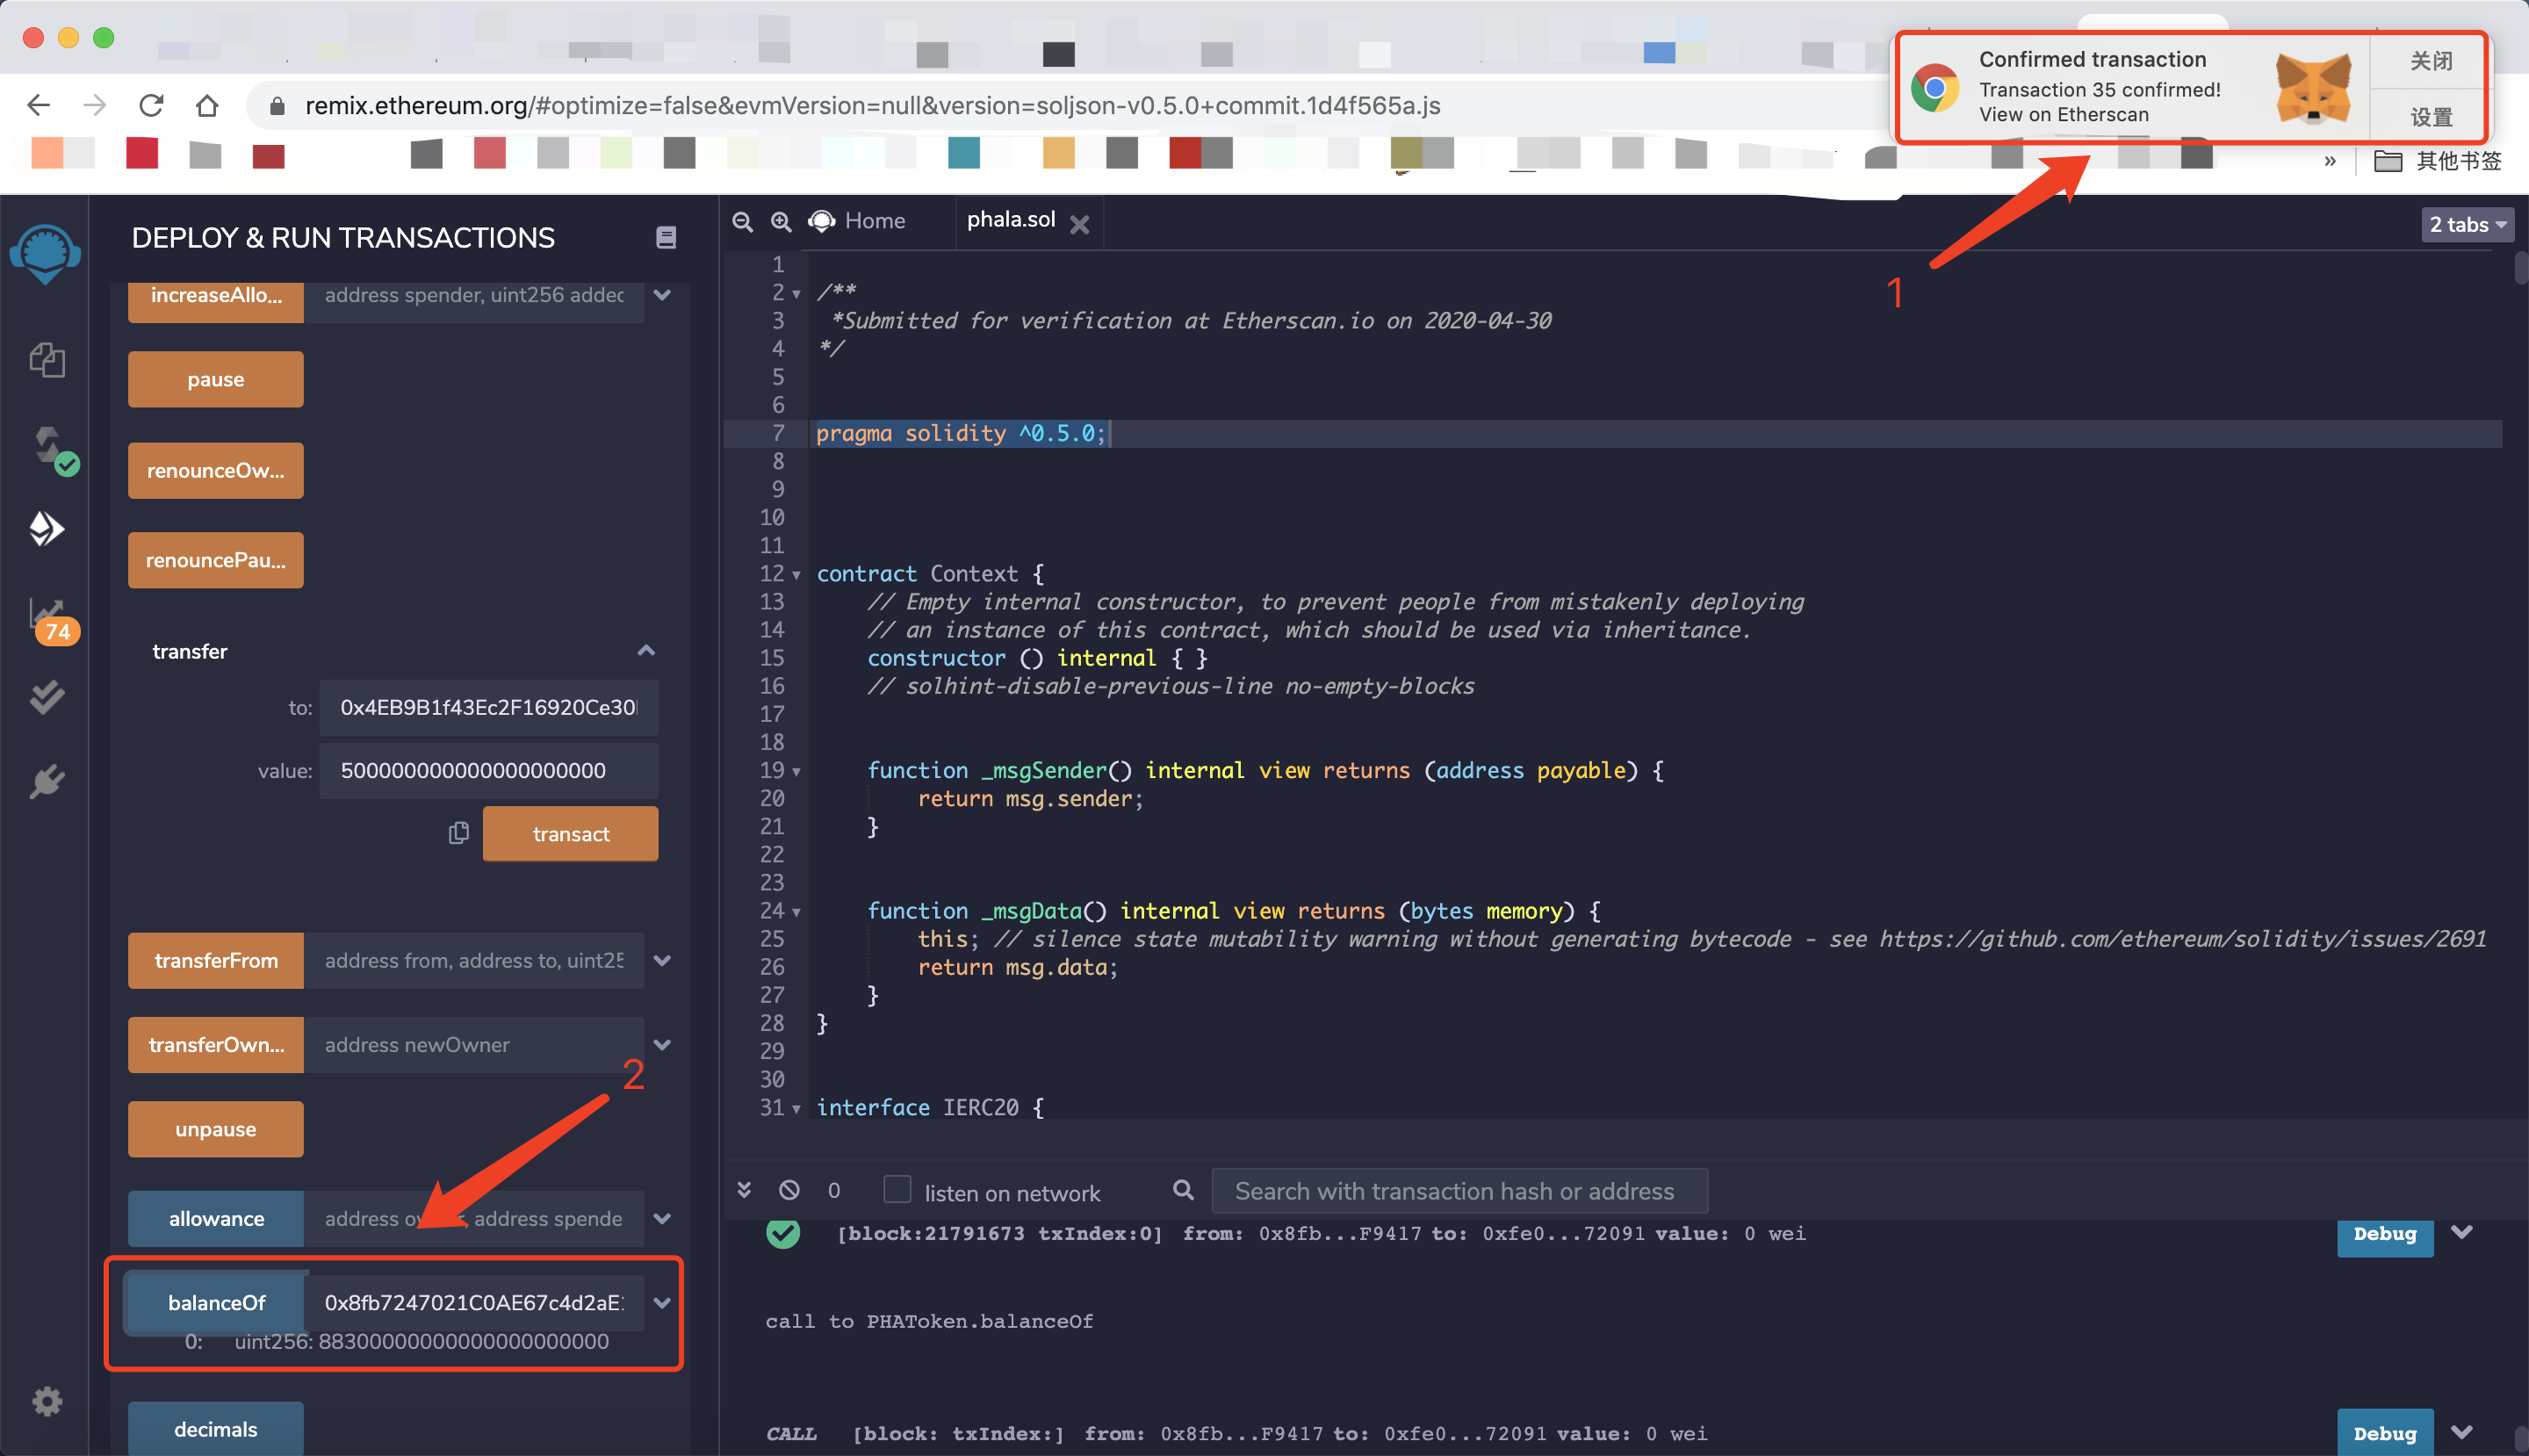 remix.ethereum.org/#optimize=false&evmVersion=null&version=soljson-v0.5.0+commit.1d4f565a.js
Confirmed transaction
Transaction 35 confirmed!
View on Etherscan
关闭
设置
»
其他书签
1
DEPLOY & RUN TRANSACTIONS
increaseAllo...
address spender, uint256 addec
pause
renounceOw...
renouncePau...
74
transfer
to:
0x4EB9B1f43Ec2F16920Ce30
value:
500000000000000000000
transact
transferFrom
address from, address to, uint25
transferOwn...
address newOwner
2
unpause
allowance
address ow r, address spende
balanceOf
0x8fb7247021C0AE67c4d2aE
0: uint256: 88300000000000000000000
decimals
Home
phala.sol
2 tabs
1
2 /**
3 *Submitted for verification at Etherscan.io on 2020-04-30
4 */
5
6
7 pragma solidity ^0.5.0;
8
9
10
11
12 contract Context {
13 // Empty internal constructor, to prevent people from mistakenly deploying
14 // an instance of this contract, which should be used via inheritance.
15 constructor () internal { }
16 // solhint-disable-previous-line no-empty-blocks
17
18
19 function _msgSender() internal view returns (address payable) {
20 return msg.sender;
21 }
22
23
24 function _msgData() internal view returns (bytes memory) {
25 this; // silence state mutability warning without generating bytecode - see https://github.com/ethereum/solidity/issues/2691
26 return msg.data;
27 }
28 }
29
30
31 interface IERC20 {
0
listen on network
Search with transaction hash or address
[block:21791673 txIndex:0] from: 0x8fb...F9417 to: 0xfe0...72091 value: 0 wei
Debug
call to PHAToken.balanceOf
CALL [block: txIndex:] from: 0x8fb...F9417 to: 0xfe0...72091 value: 0 wei
Debug